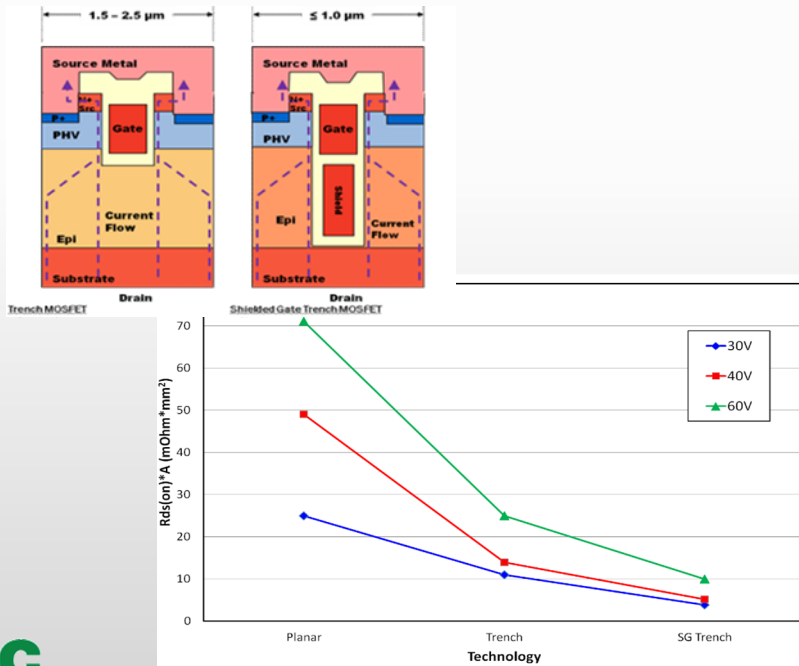 1.5 – 2.5 µm
Source Metal
N+
Src
P+
PHV
Gate
Current
Flow
Epi
Substrate
Drain
Trench MOSFET
≤ 1.0 µm
Source Metal
N+
Src
P+
PHV
Gate
Shield
Epi
Current
Flow
Substrate
Drain
Shielded Gate Trench MOSFET
Rds(on)*A (mOhm*mm²)
70
60
50
40
30
20
10
0
30V
40V
60V
Planar
Trench
SG Trench
Technology
G